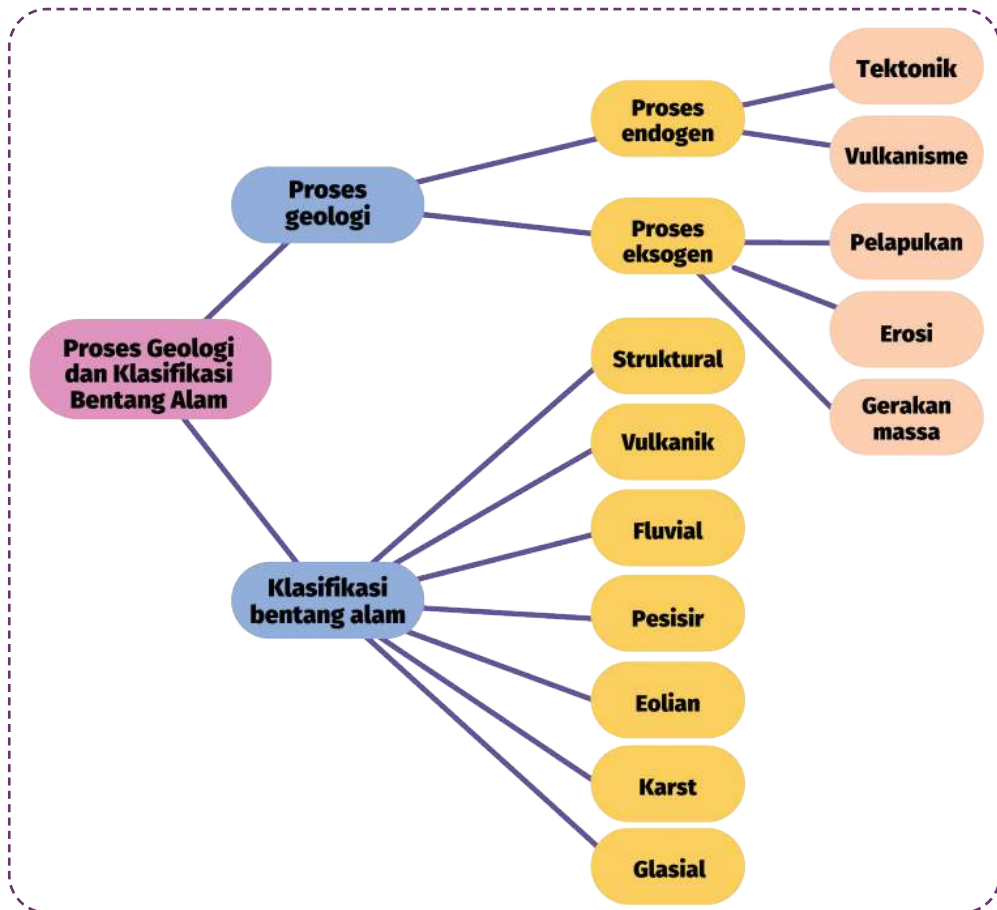 Proses Geologi
dan Klasifikasi
Bentang Alam
Proses
geologi
Proses
endogen
Tektonik
Vulkanisme
Proses
eksogen
Pelapukan
Erosi
Gerakan
massa
Klasifikasi
bentang alam
Struktural
Vulkanik
Fluvial
Pesisir
Eolian
Karst
Glasial